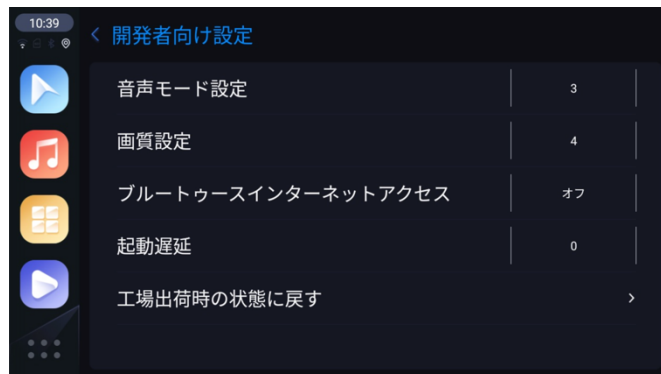 10:39
開発者向け設定
音声モード設定
3
画質設定
4
ブルートゥースインターネットアクセス
オフ
起動遅延
0
工場出荷時の状態に戻す